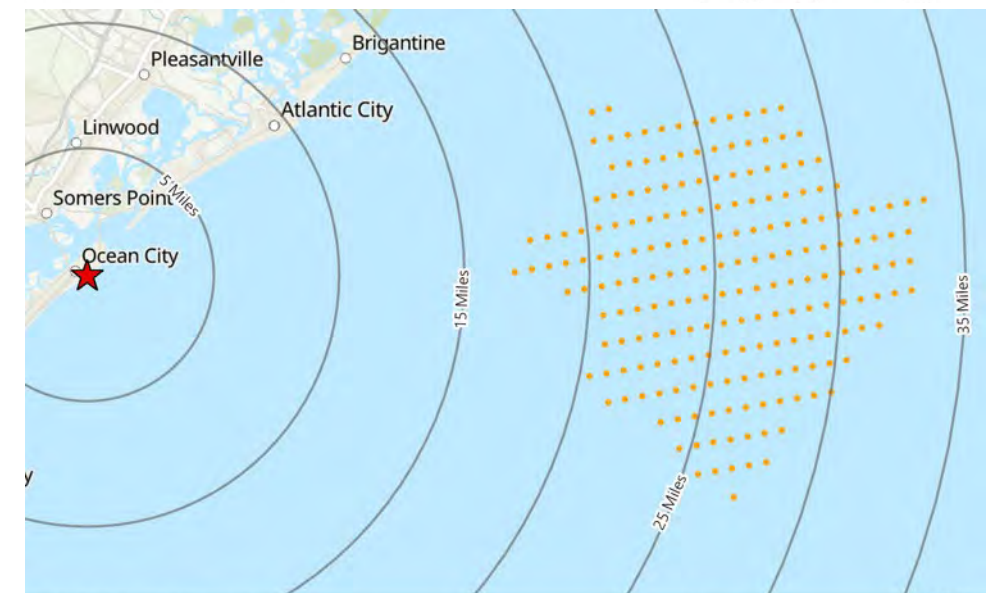 Brigantine
Pleasantville
Atlantic City
Linwood
5 Miles
Somers Point
Ocean City
15 Miles
35 Miles
y
25 Miles